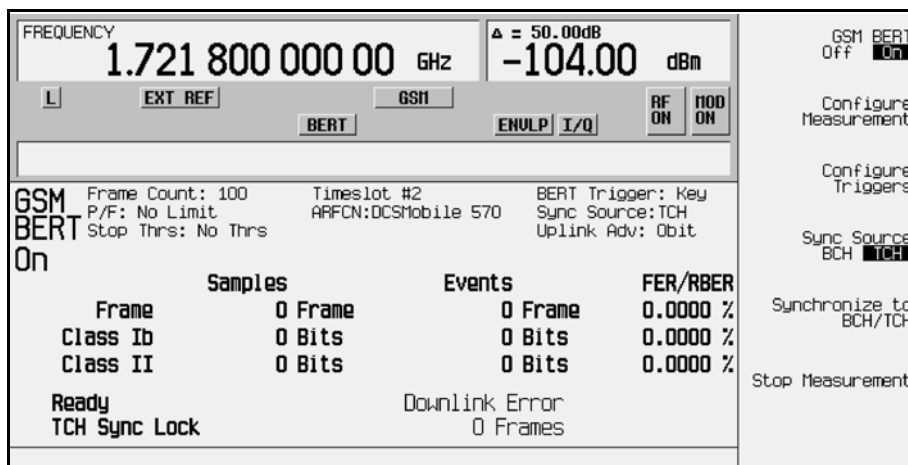 FREQUENCY
1.721 800 000 00 GHz
Δ = 50.00dB
-104.00 dBm
L EXT REF GSM
BERT ENVLP I/Q
RF ON
MOD ON
GSM BERT On
Frame Count: 100 Timeslot #2 BERT Trigger: Key
P/F: No Limit ARFCN:DCSMobile 570 Sync Source:TCH
Stop Thrs: No Thrs Uplink Adv: 0bit
Samples Events FER/RBER
Frame 0 Frame 0 Frame 0.0000 %
Class Ib 0 Bits 0 Bits 0.0000 %
Class II 0 Bits 0 Bits 0.0000 %
Ready Downlink Error
TCH Sync Lock 0 Frames
GSM BERT
Off On
Configure
Measurement
Configure
Triggers
Sync Source
BCH TCH
Synchronize to
BCH/TCH
Stop Measurement